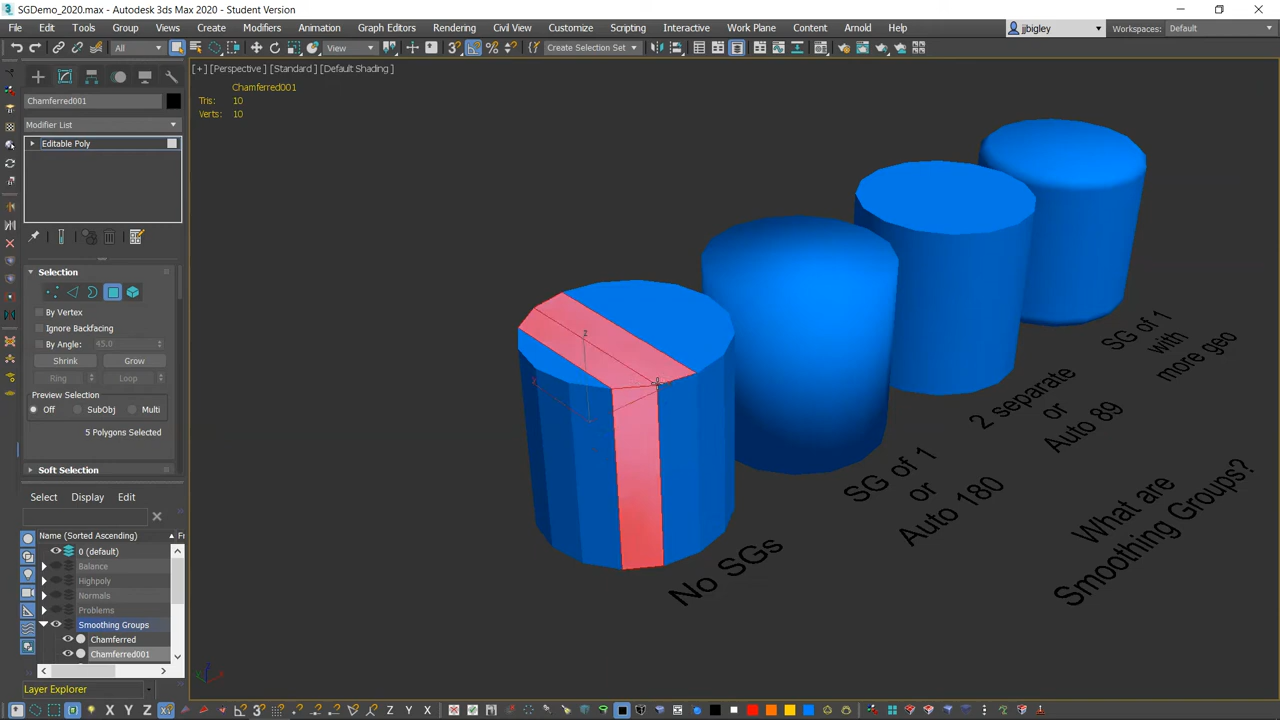 SGDemo_2020.max - Autodesk 3ds Max 2020 - Student Version
File Edit Tools Group Views Create Modifiers Animation Graph Editors Rendering Civil View Customize Scripting Interactive Work Plane Content Arnold Help jjbigley Workspaces: Default
All View Create Selection Set
[+] [Perspective ] [Standard ] [Default Shading ]
Chamferred001
Tris: 10
Verts: 10
Chamferred001
Modifier List
Editable Poly
Selection
By Vertex
Ignore Backfacing
By Angle: 45.0
Shrink Grow
Ring Loop
Preview Selection
Off SubObj Multi
5 Polygons Selected
Soft Selection
Select Display Edit
Name (Sorted Ascending) Fr
0 (default)
Balance
Highpoly
Normals
Problems
Smoothing Groups
Chamferred
Chamferred001
Layer Explorer
X Y Z XY
Z Y X
z
No SGs
SG of 1
or
Auto 180
2 separate
or
Auto 89
SG of 1
with
more geo
What are
Smoothing Groups?